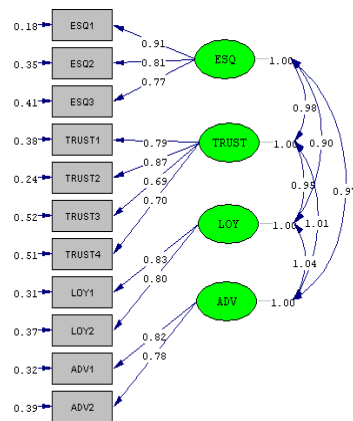 0.18 ESQ1
0.91
0.35 ESQ2 0.81 ESQ 1.00
0.77
0.41 ESQ3
0.98 0.90
0.38 TRUST1 0.79 TRUST 1.00
0.87
0.24 TRUST2
0.69
0.95
0.52 TRUST3 0.70
0.51 TRUST4
LOY 1.00 1.01
0.83
0.31 LOY1
0.80
1.04
0.37 LOY2
ADV 1.00
0.82
0.32 ADV1
0.78
0.39 ADV2